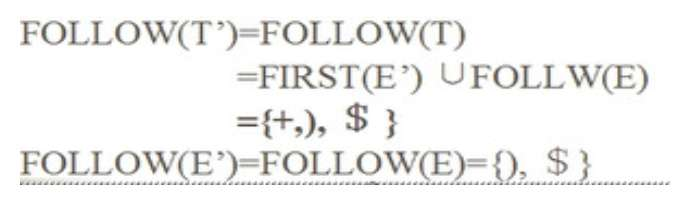 FOLLOW(T’)=FOLLOW(T)
=FIRST(E’) ∪FOLLW(E)
={+,), $ }
FOLLOW(E’)=FOLLOW(E)={), $ }